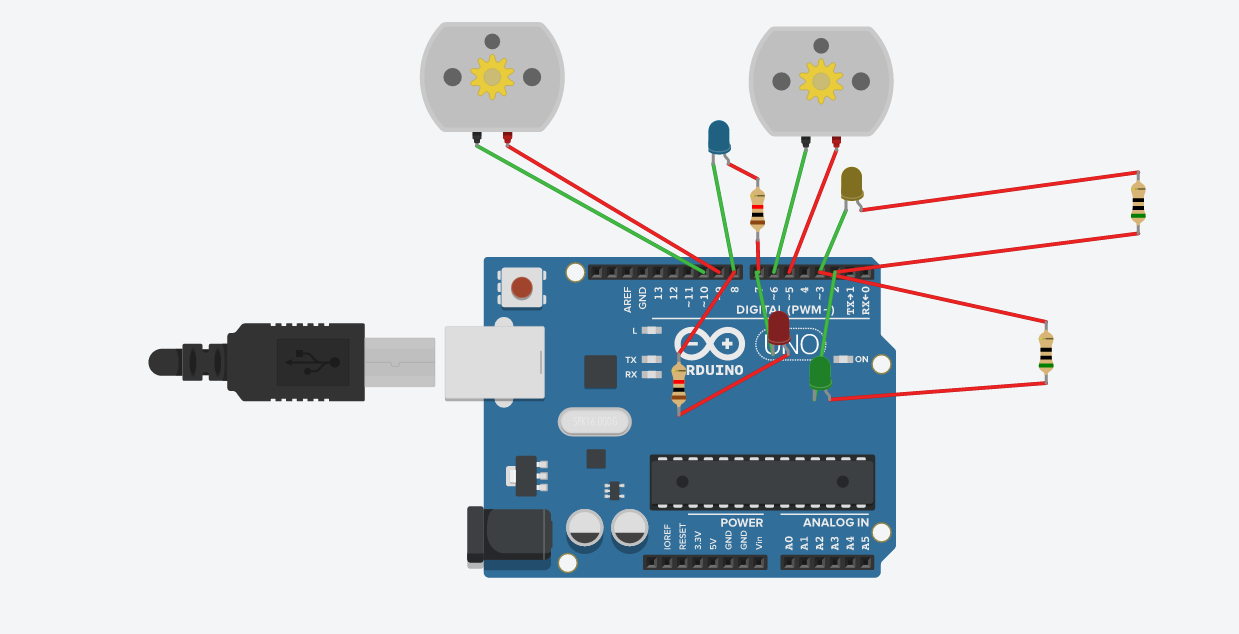 AREF
GND
13
12
~11
~10
9
8
7
~6
~5
4
~3
2
TX→1
RX←0
DIGITAL (PWM~)
L
TX
RX
ARDUINO
UNO
ON
POWER
ANALOG IN
IOREF
RESET
3.3V
5V
GND
GND
Vin
A0
A1
A2
A3
A4
A5